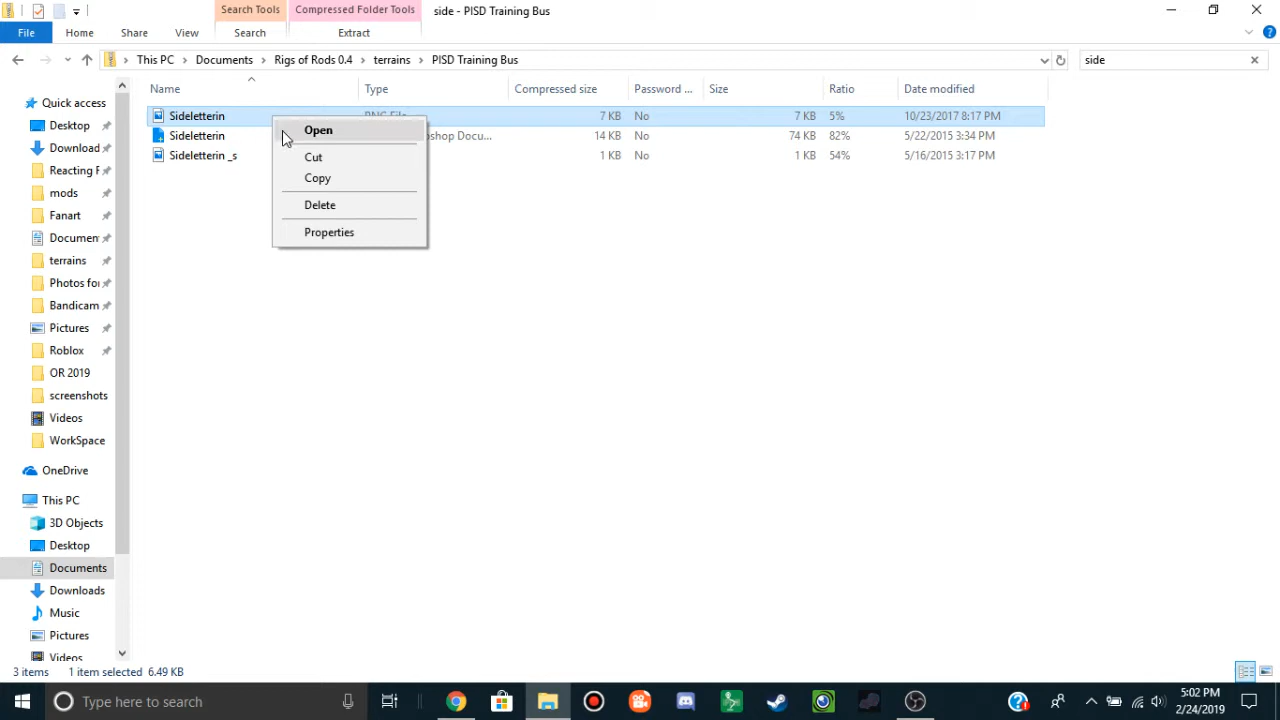 Search Tools
Compressed Folder Tools
side - PISD Training Bus
File
Home
Share
View
Search
Extract
This PC
Documents
Rigs of Rods 0.4
terrains
PISD Training Bus
side
Name
Type
Compressed size
Password ...
Size
Ratio
Date modified
Sideletterin
PNG File
7 KB
No
7 KB
5%
10/23/2017 8:17 PM
Sideletterin
shop Docu...
14 KB
No
74 KB
82%
5/22/2015 3:34 PM
Sideletterin _s
1 KB
No
1 KB
54%
5/16/2015 3:17 PM
Open
Cut
Copy
Delete
Properties
Quick access
Desktop
Download
Reacting F
mods
Fanart
Documen
terrains
Photos fo
Bandicam
Pictures
Roblox
OR 2019
screenshots
Videos
WorkSpace
OneDrive
This PC
3D Objects
Desktop
Documents
Downloads
Music
Pictures
Videos
3 items
1 item selected 6.49 KB
Type here to search
5:02 PM
2/24/2019